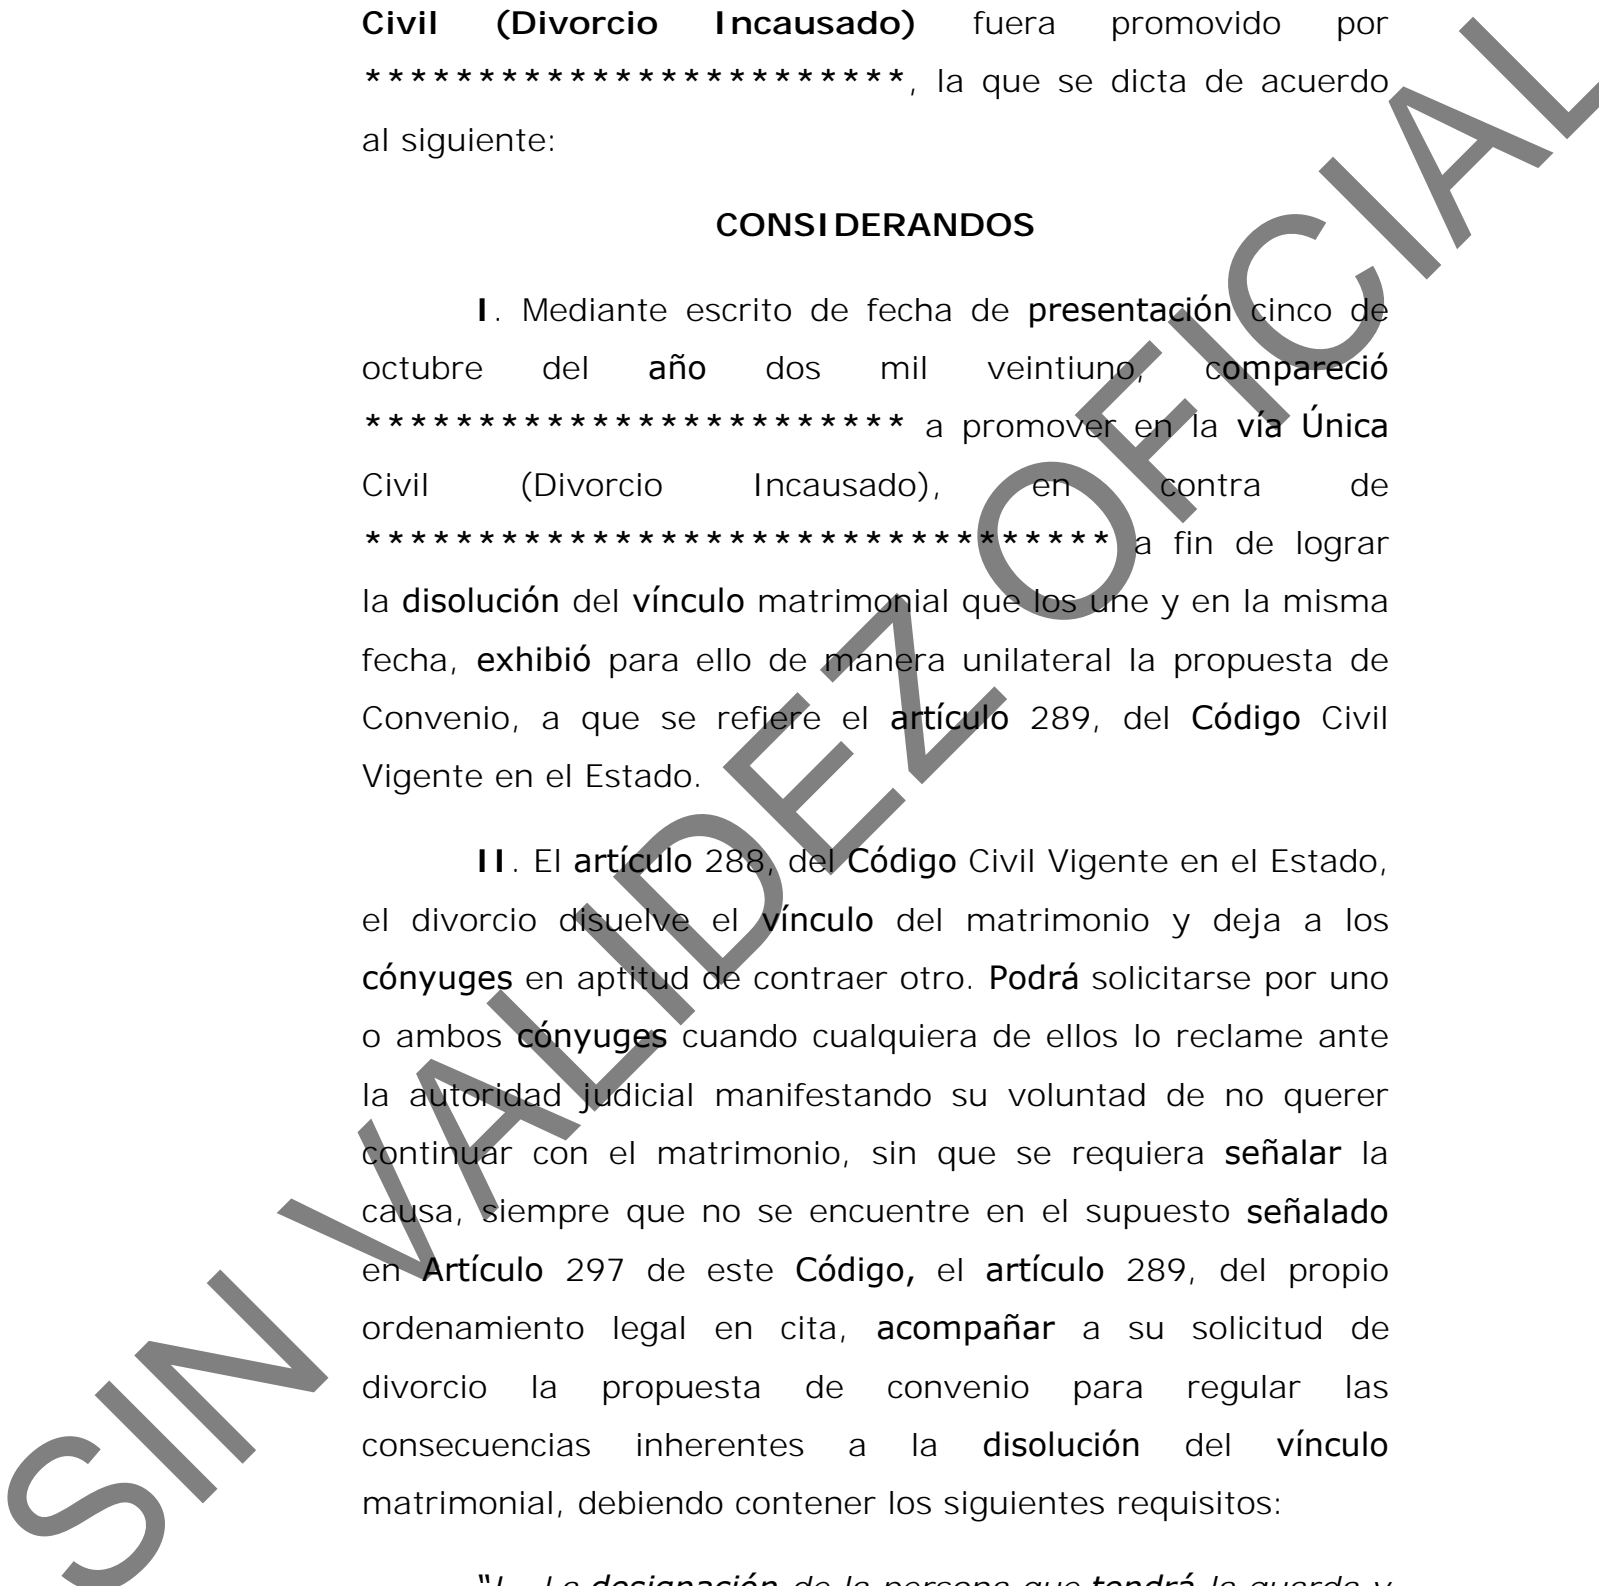 Civil (Divorcio Incausado) fuera promovido por
************************, la que se dicta de acuerdo
al siguiente:
CONSIDERANDOS
I. Mediante escrito de fecha de presentación cinco de
octubre del año dos mil veintiuno, compareció
************************ a promover en la vía Única
Civil (Divorcio Incausado), en contra de
********************************* a fin de lograr
la disolución del vínculo matrimonial que los une y en la misma
fecha, exhibió para ello de manera unilateral la propuesta de
Convenio, a que se refiere el artículo 289, del Código Civil
Vigente en el Estado.
II. El artículo 288, del Código Civil Vigente en el Estado,
el divorcio disuelve el vínculo del matrimonio y deja a los
cónyuges en aptitud de contraer otro. Podrá solicitarse por uno
o ambos cónyuges cuando cualquiera de ellos lo reclame ante
la autoridad judicial manifestando su voluntad de no querer
continuar con el matrimonio, sin que se requiera señalar la
causa, siempre que no se encuentre en el supuesto señalado
en Artículo 297 de este Código, el artículo 289, del propio
ordenamiento legal en cita, acompañar a su solicitud de
divorcio la propuesta de convenio para regular las
consecuencias inherentes a la disolución del vínculo
matrimonial, debiendo contener los siguientes requisitos:
"I.- La designación de la persona que tendrá la guarda y
SIN VALIDEZ OFICIAL